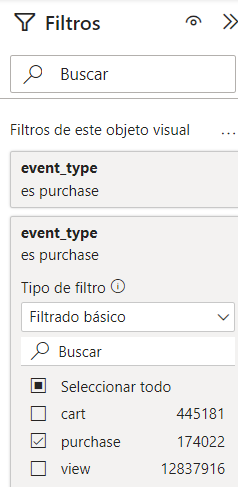 Filtros
Buscar
Filtros de este objeto visual ...
event_type
es purchase
event_type
es purchase
Tipo de filtro
Filtrado básico
Buscar
Seleccionar todo
cart 445181
purchase 174022
view 12837916